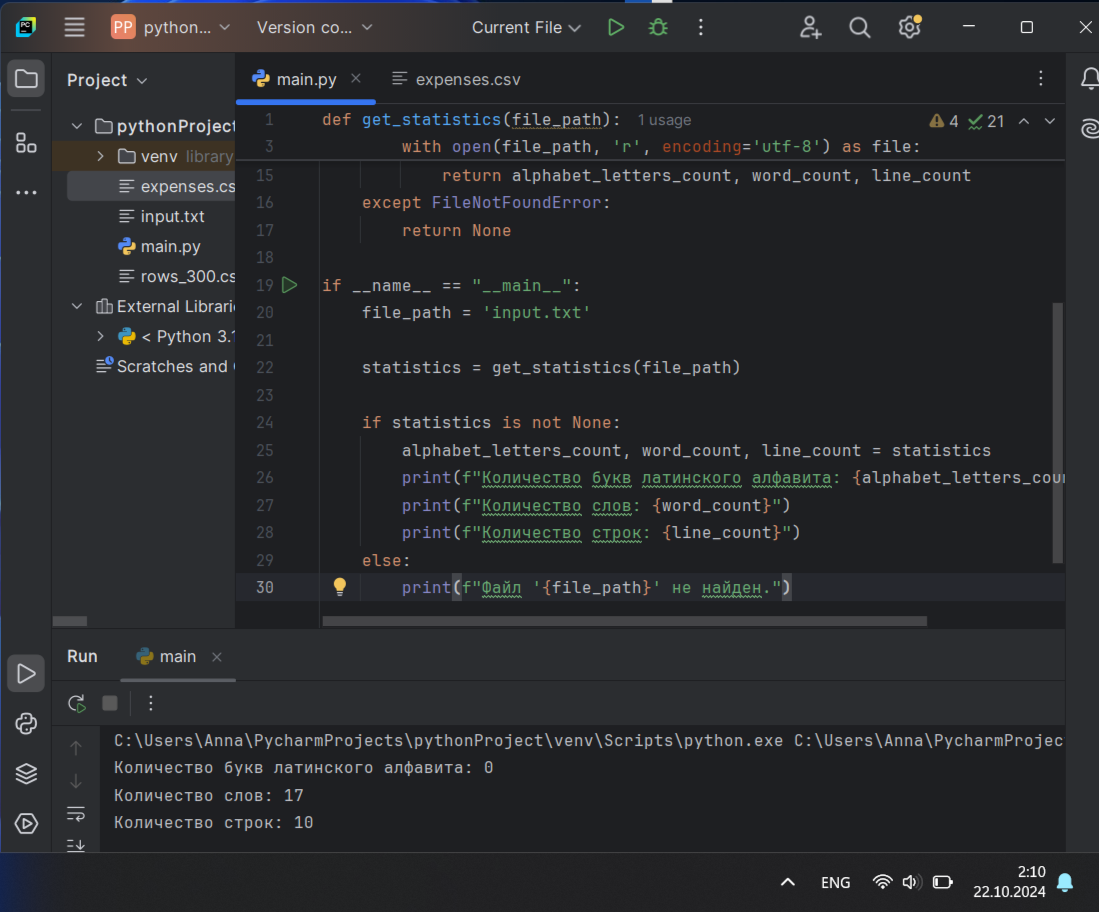 PC
PP python... Version co... Current File
Project
main.py expenses.csv
pythonProject
venv library
expenses.cs
input.txt
main.py
rows_300.cs
External Librari
< Python 3.1
Scratches and
1 def get_statistics(file_path): 1 usage 4 21
3 with open(file_path, 'r', encoding='utf-8') as file:
15 return alphabet_letters_count, word_count, line_count
16 except FileNotFoundError:
17 return None
18
19 if __name__ == "__main__":
20 file_path = 'input.txt'
21
22 statistics = get_statistics(file_path)
23
24 if statistics is not None:
25 alphabet_letters_count, word_count, line_count = statistics
26 print(f"Количество букв латинского алфавита: {alphabet_letters_cou
27 print(f"Количество слов: {word_count}")
28 print(f"Количество строк: {line_count}")
29 else:
30 print(f"Файл '{file_path}' не найден.")
Run main
C:\Users\Anna\PycharmProjects\pythonProject\venv\Scripts\python.exe C:\Users\Anna\PycharmProjec
Количество букв латинского алфавита: 0
Количество слов: 17
Количество строк: 10
ENG
2:10
22.10.2024